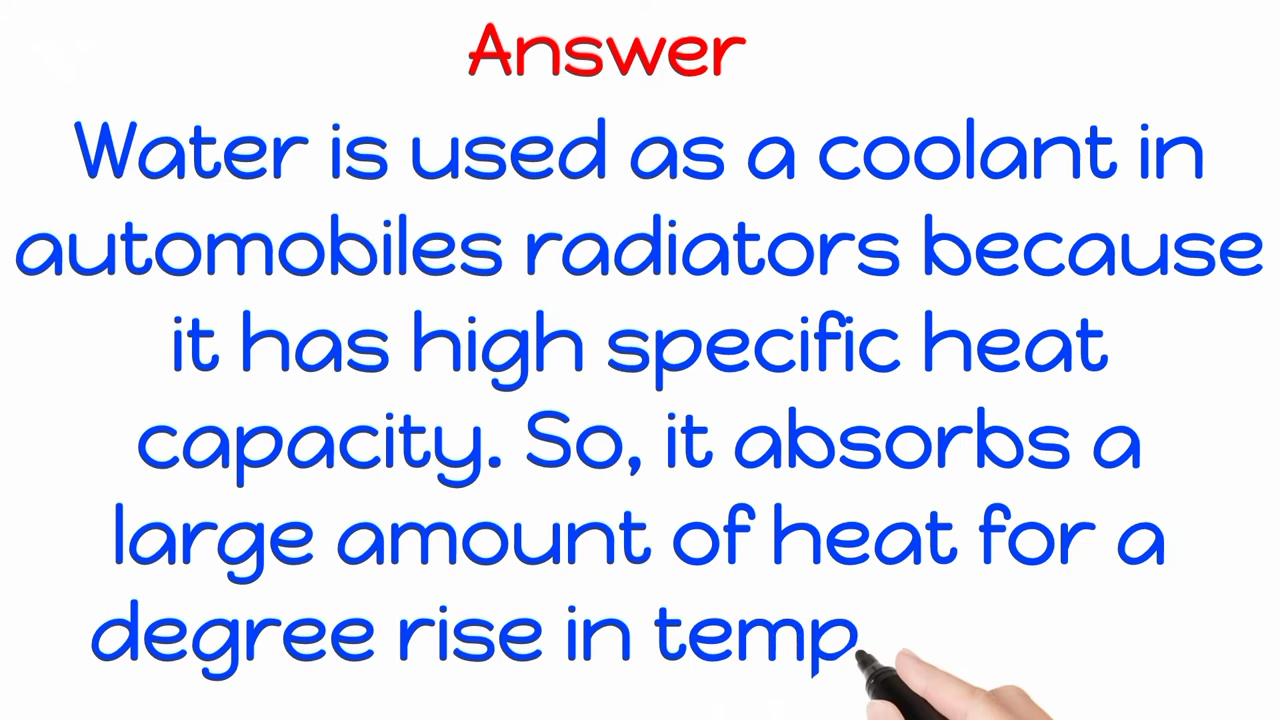 Answer
Water is used as a coolant in
automobiles radiators because
it has high specific heat
capacity. So, it absorbs a
large amount of heat for a
degree rise in temp